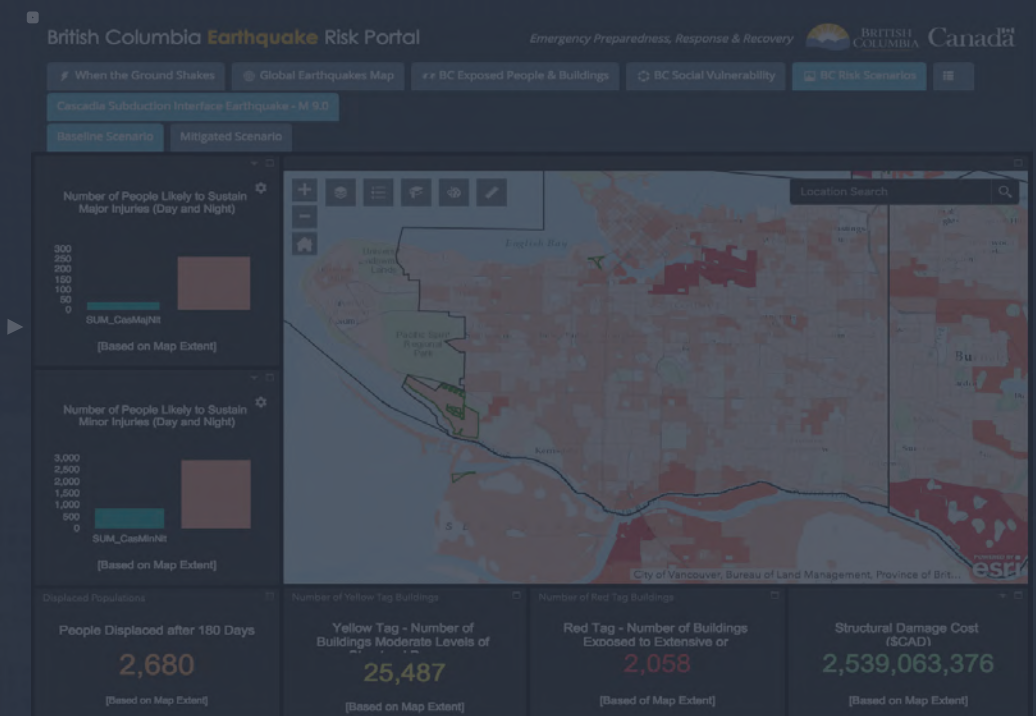 British Columbia Earthquake Risk Portal
Emergency Preparedness, Response & Recovery
BRITISH COLUMBIA
Canada
When the Ground Shakes
Global Earthquakes Map
BC Exposed People & Buildings
BC Social Vulnerability
BC Risk Scenarios
Cascadia Subduction Interface Earthquake - M 9.0
Baseline Scenario
Mitigated Scenario
Number of People Likely to Sustain
Major Injuries (Day and Night)
300
250
200
150
100
50
0
SUM_CasMajNit
[Based on Map Extent]
Number of People Likely to Sustain
Minor Injuries (Day and Night)
3,000
2,500
2,000
1,500
1,000
500
0
SUM_CasMinNit
[Based on Map Extent]
Location Search
English Bay
Pacific Spirit
Regional
Park
City of Vancouver, Bureau of Land Management, Province of Brit...
POWERED BY
esri
Displaced Populations
People Displaced after 180 Days
2,680
[Based on Map Extent]
Number of Yellow Tag Buildings
Yellow Tag - Number of
Buildings Moderate Levels of
25,487
[Based on Map Extent]
Number of Red Tag Buildings
Red Tag - Number of Buildings
Exposed to Extensive or
2,058
[Based of Map Extent]
Structural Damage Cost
($CAD)
2,539,063,376
[Based on Map Extent]